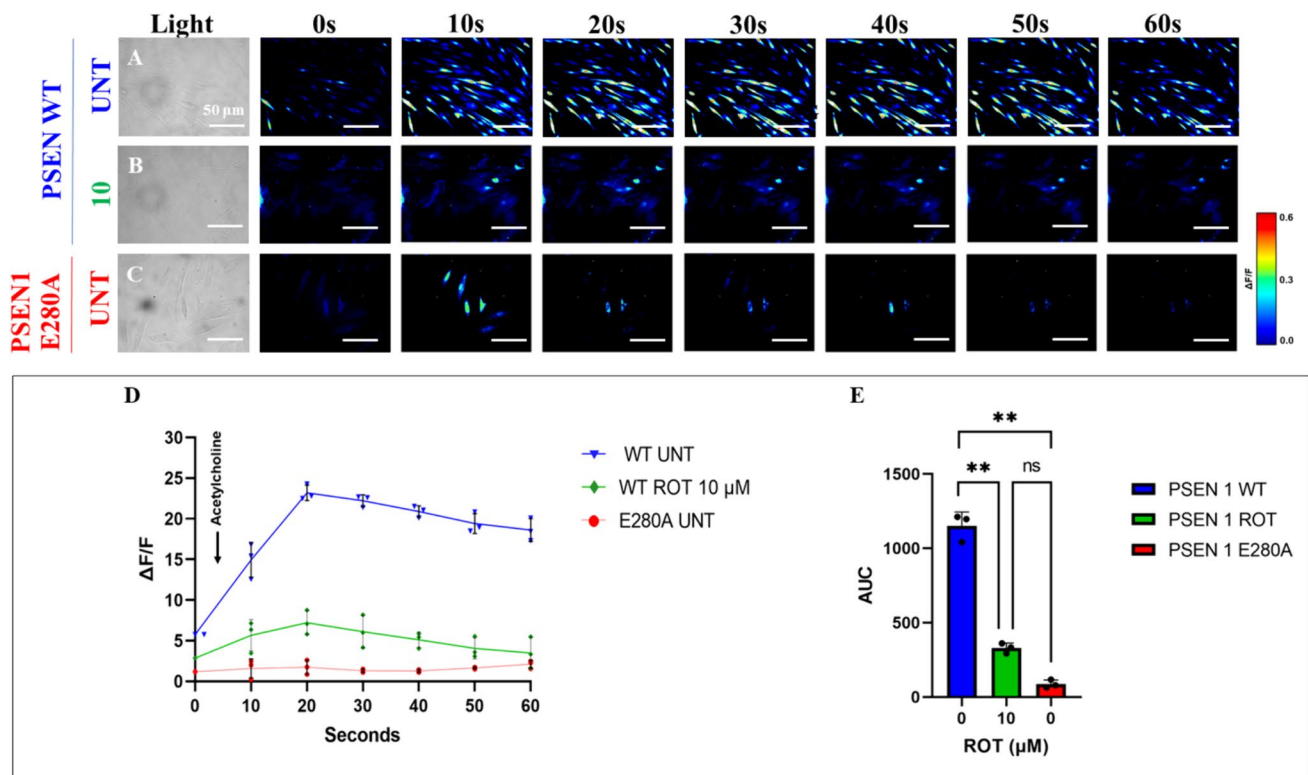 Light 0s 10s 20s 30s 40s 50s 60s
PSEN WT
UNT
A
50 µm
10
B
PSEN1
E280A
UNT
C
0.6
0.3
0.0
ΔF/F
D
Acetylcholine
30
25
20
15
10
5
0
ΔF/F
0 10 20 30 40 50 60
Seconds
WT UNT
WT ROT 10 µM
E280A UNT
E
**
** ns
1500
1000
500
0
AUC
0 10 0
ROT (µM)
PSEN 1 WT
PSEN 1 ROT
PSEN 1 E280A